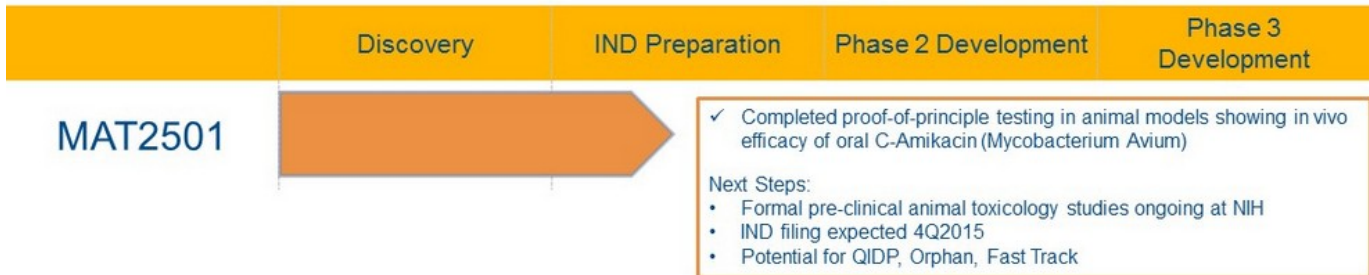 Discovery IND Preparation Phase 2 Development Phase 3
Development
MAT2501
✓ Completed proof-of-principle testing in animal models showing in vivo
efficacy of oral C-Amikacin (Mycobacterium Avium)
Next Steps:
• Formal pre-clinical animal toxicology studies ongoing at NIH
• IND filing expected 4Q2015
• Potential for QIDP, Orphan, Fast Track